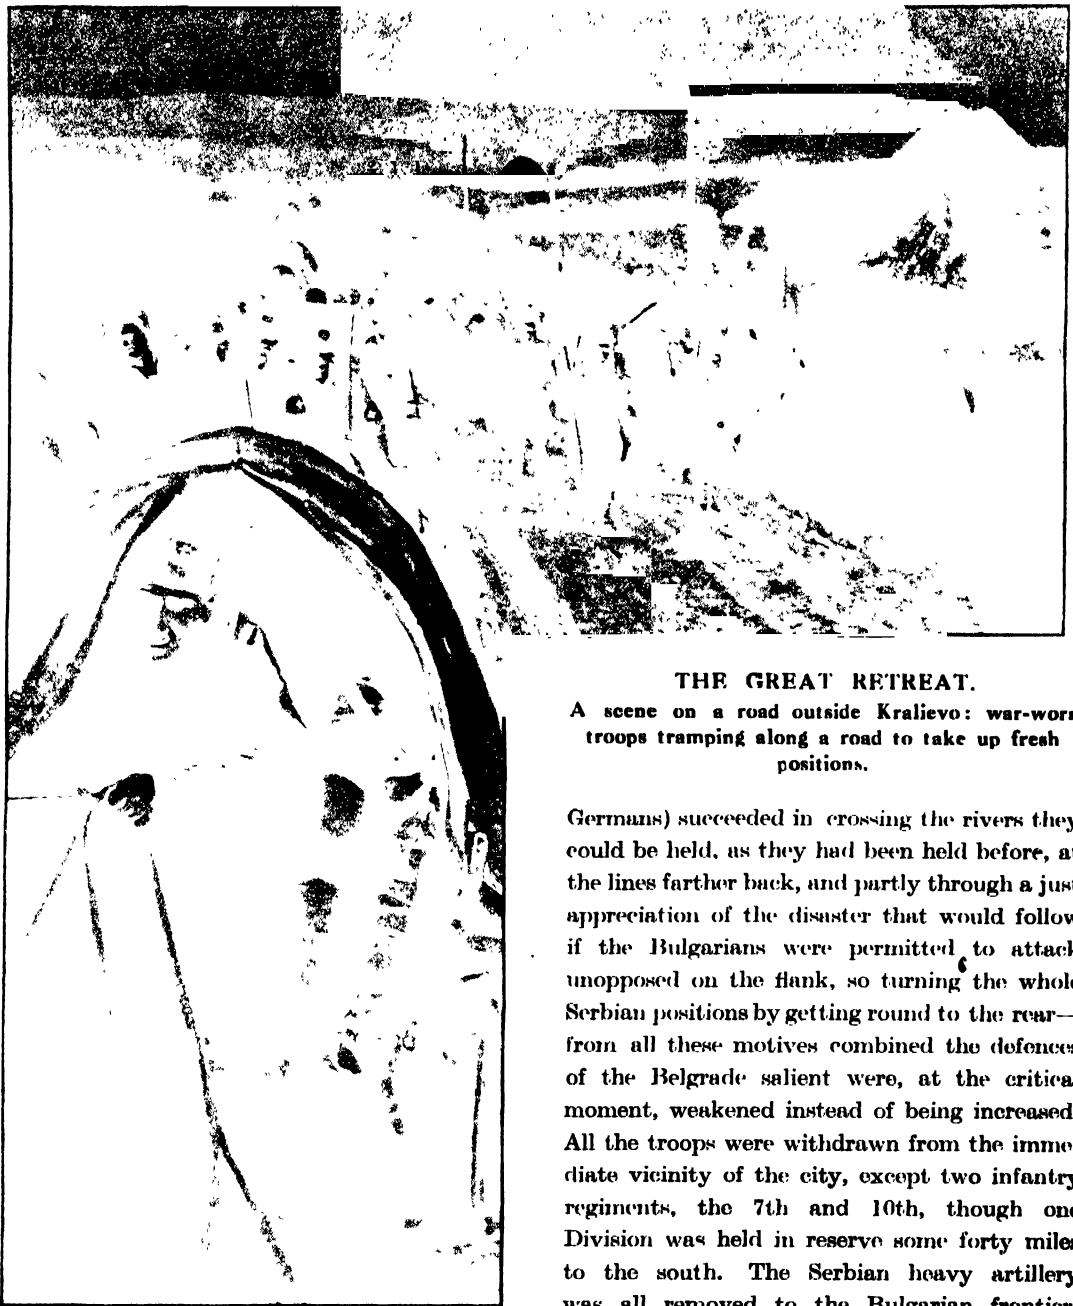 THE GREAT RETREAT.
A scene on a road outside Kralievo: war-worn
troops tramping along a road to take up fresh
positions.
Germans) succeeded in crossing the rivers they
could be held, as they had been held before, at
the lines farther back, and partly through a just
appreciation of the disaster that would follow
if the Bulgarians were permitted to attack
unopposed on the flank, so turning the whole
Serbian positions by getting round to the rear—
from all these motives combined the defences
of the Belgrade salient were, at the critical
moment, weakened instead of being increased.
All the troops were withdrawn from the imme-
diate vicinity of the city, except two infantry
regiments, the 7th and 10th, though one
Division was held in reserve some forty miles
to the south. The Serbian heavy artillery
was all removed to the Bulgarian frontier